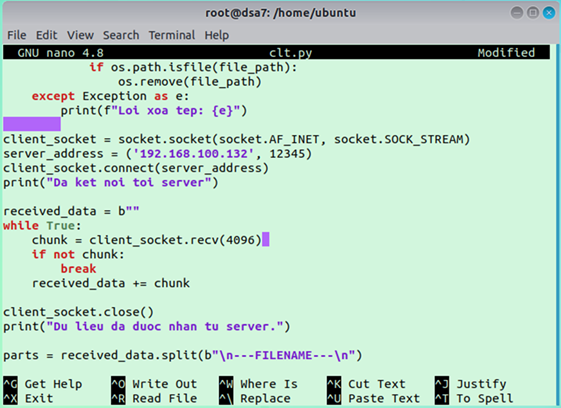 root@dsa7: /home/ubuntu
File Edit View Search Terminal Help
GNU nano 4.8 clt.py Modified
if os.path.isfile(file_path):
os.remove(file_path)
except Exception as e:
print(f"Loi xoa tep: {e}")
client_socket = socket.socket(socket.AF_INET, socket.SOCK_STREAM)
server_address = ('192.168.100.132', 12345)
client_socket.connect(server_address)
print("Da ket noi toi server")
received_data = b""
while True:
chunk = client_socket.recv(4096)
if not chunk:
break
received_data += chunk
client_socket.close()
print("Du lieu da duoc nhan tu server.")
parts = received_data.split(b"\n---FILENAME---\n")
^G Get Help ^O Write Out ^W Where Is ^K Cut Text ^J Justify
^X Exit ^R Read File ^\ Replace ^U Paste Text ^T To Spell